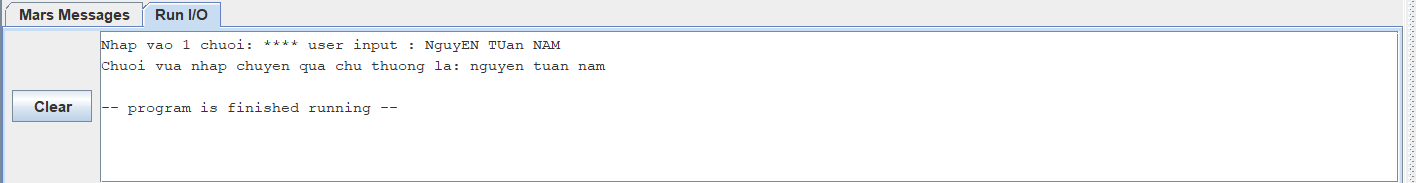 Mars Messages Run I/O
Nhap vao 1 chuoi: **** user input : NguyEN TUan NAM
Chuoi vua nhap chuyen qua chu thuong la: nguyen tuan nam
Clear
-- program is finished running --